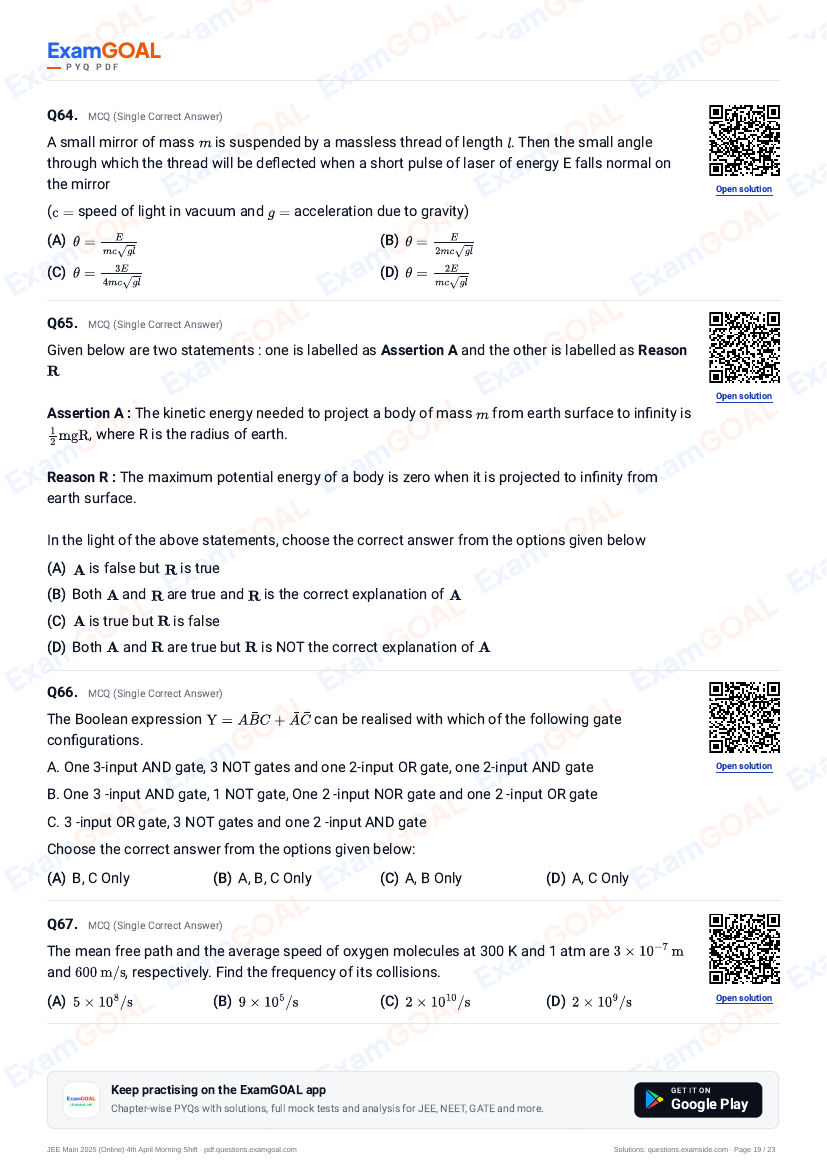 ExamGOAL
PYQ PDF
Q64. MCQ (Single Correct Answer)
A small mirror of mass m is suspended by a massless thread of length l. Then the small angle
through which the thread will be deflected when a short pulse of laser of energy E falls normal on
the mirror
(c = speed of light in vacuum and g = acceleration due to gravity)
(A) θ = E/(mc√gl) (B) θ = E/(2mc√gl)
(C) θ = 3E/(4mc√gl) (D) θ = 2E/(mc√gl)
Open solution
Q65. MCQ (Single Correct Answer)
Given below are two statements : one is labelled as Assertion A and the other is labelled as Reason
R
Assertion A : The kinetic energy needed to project a body of mass m from earth surface to infinity is
1/2 mgR, where R is the radius of earth.
Reason R : The maximum potential energy of a body is zero when it is projected to infinity from
earth surface.
In the light of the above statements, choose the correct answer from the options given below
(A) A is false but R is true
(B) Both A and R are true and R is the correct explanation of A
(C) A is true but R is false
(D) Both A and R are true but R is NOT the correct explanation of A
Open solution
Q66. MCQ (Single Correct Answer)
The Boolean expression Y = AB̄C + ĀC̄ can be realised with which of the following gate
configurations.
A. One 3-input AND gate, 3 NOT gates and one 2-input OR gate, one 2-input AND gate
B. One 3 -input AND gate, 1 NOT gate, One 2 -input NOR gate and one 2 -input OR gate
C. 3 -input OR gate, 3 NOT gates and one 2 -input AND gate
Choose the correct answer from the options given below:
(A) B, C Only (B) A, B, C Only (C) A, B Only (D) A, C Only
Open solution
Q67. MCQ (Single Correct Answer)
The mean free path and the average speed of oxygen molecules at 300 K and 1 atm are 3 × 10⁻⁷ m
and 600 m/s, respectively. Find the frequency of its collisions.
(A) 5 × 10⁸/s (B) 9 × 10⁵/s (C) 2 × 10¹⁰/s (D) 2 × 10⁹/s
Open solution
Keep practising on the ExamGOAL app
Chapter-wise PYQs with solutions, full mock tests and analysis for JEE, NEET, GATE and more.
GET IT ON
Google Play
JEE Main 2025 (Online) 4th April Morning Shift · pdf.questions.examgoal.com
Solutions: questions.examside.com · Page 19 / 23